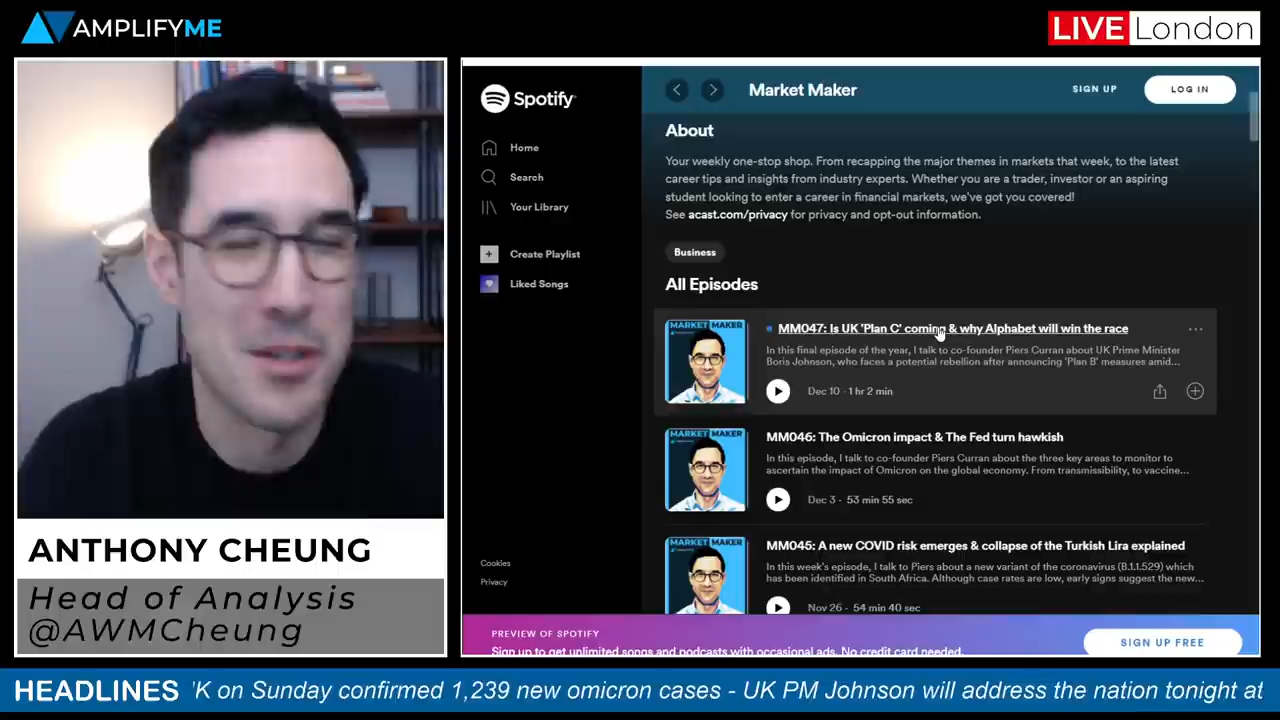 AMPLIFYME
LIVE London
ANTHONY CHEUNG
Head of Analysis
@AWMCheung
Spotify
Home
Search
Your Library
Create Playlist
Liked Songs
Cookies
Privacy
Market Maker
SIGN UP
LOG IN
About
Your weekly one-stop shop. From recapping the major themes in markets that week, to the latest
career tips and insights from industry experts. Whether you are a trader, investor or an aspiring
student looking to enter a career in financial markets, we've got you covered!
See acast.com/privacy for privacy and opt-out information.
Business
All Episodes
MARKET MAKER
MM047: Is UK 'Plan C' coming & why Alphabet will win the race
In this final episode of the year, I talk to co-founder Piers Curran about UK Prime Minister
Boris Johnson, who faces a potential rebellion after announcing 'Plan B' measures amid...
Dec 10 · 1 hr 2 min
MARKET MAKER
MM046: The Omicron impact & The Fed turn hawkish
In this episode, I talk to co-founder Piers Curran about the three key areas to monitor to
ascertain the impact of Omicron on the global economy. From transmissibility, to vaccine...
Dec 3 · 53 min 55 sec
MARKET MAKER
MM045: A new COVID risk emerges & collapse of the Turkish Lira explained
In this week's episode, I talk to Piers about a new variant of the coronavirus (B.1.1.529) which
has been identified in South Africa. Although case rates are low, early signs suggest the new...
Nov 26 · 54 min 40 sec
PREVIEW OF SPOTIFY
Sign up to get unlimited songs and podcasts with occasional ads. No credit card needed.
SIGN UP FREE
HEADLINES 'K on Sunday confirmed 1,239 new omicron cases - UK PM Johnson will address the nation tonight at